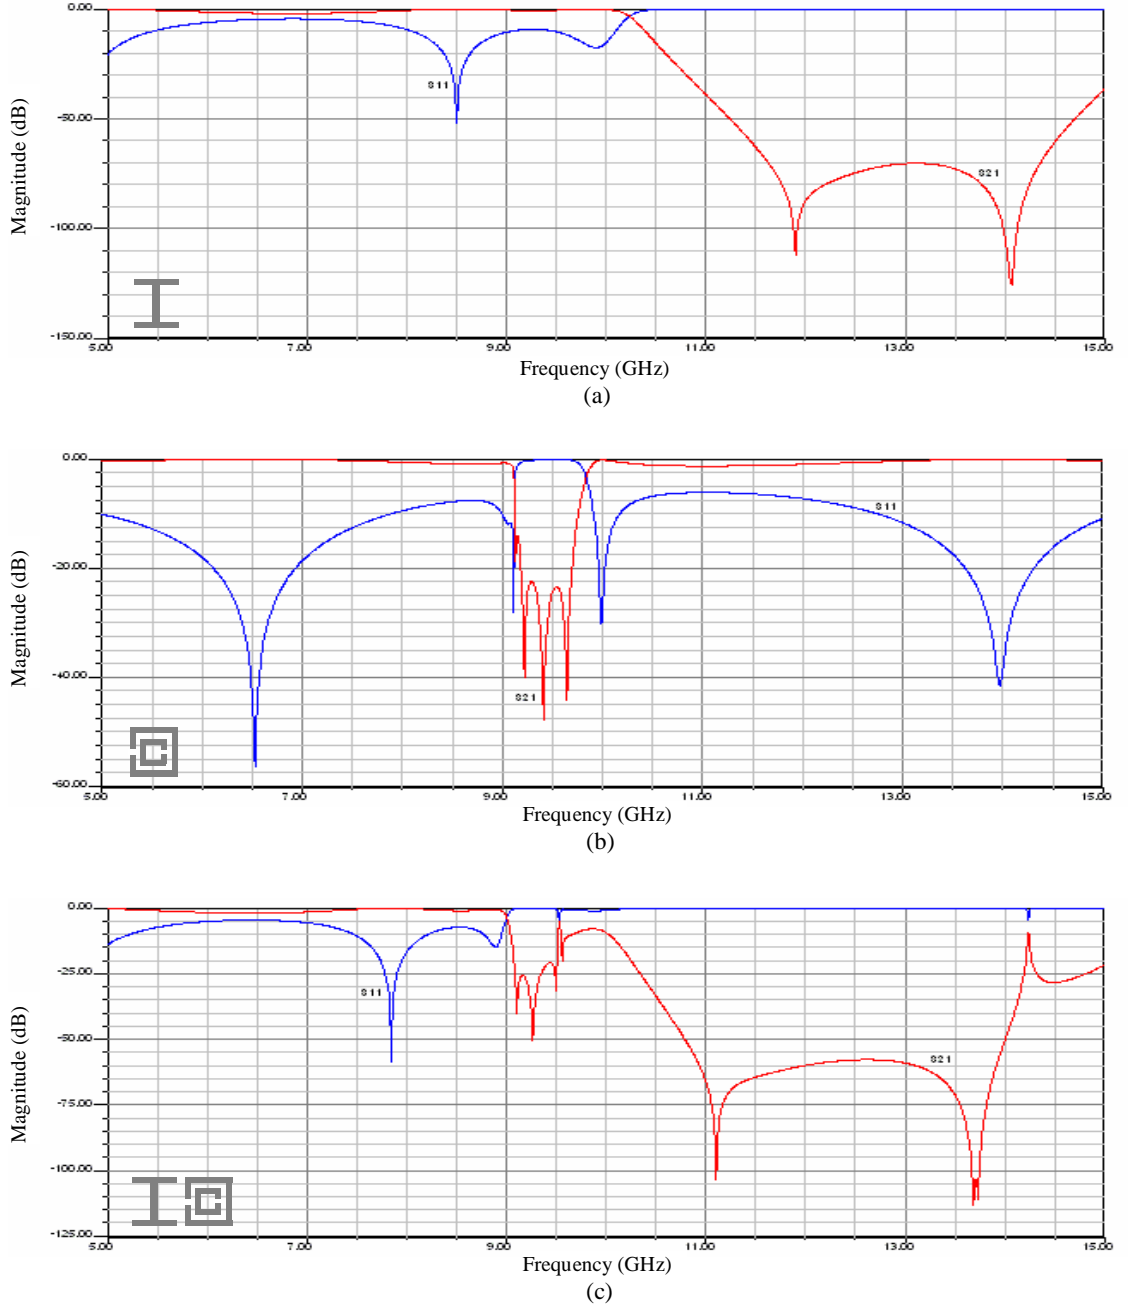 0.00
-50.00
-100.00
-150.00
Magnitude (dB)
S11
S21
5.00 7.00 9.00 11.00 13.00 15.00
Frequency (GHz)
(a)
0.00
-20.00
-40.00
-60.00
Magnitude (dB)
S11
S21
5.00 7.00 9.00 11.00 13.00 15.00
Frequency (GHz)
(b)
0.00
-25.00
-50.00
-75.00
-100.00
-125.00
Magnitude (dB)
S11
S21
5.00 7.00 9.00 11.00 13.00 15.00
Frequency (GHz)
(c)